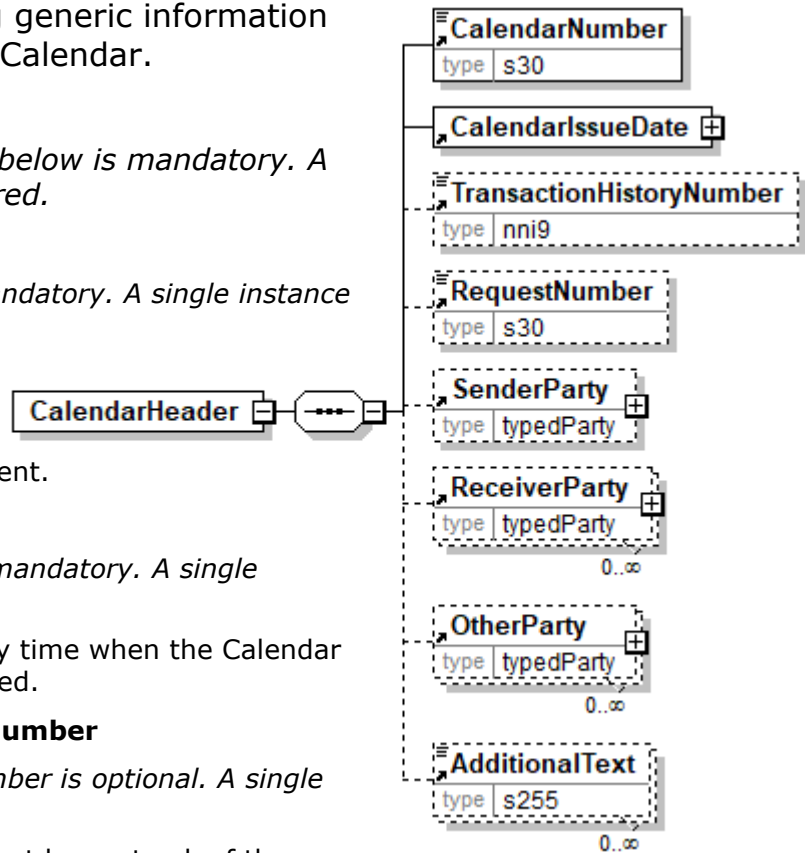 generic information
Calendar.
below is mandatory. A
red.
ndatory. A single instance
ent.
mandatory. A single
y time when the Calendar
ed.
umber
ber is optional. A single
CalendarHeader
CalendarNumber
type s30
CalendarIssueDate
TransactionHistoryNumber
type nni9
RequestNumber
type s30
SenderParty
type typedParty
ReceiverParty
type typedParty
0..∞
OtherParty
type typedParty
0..∞
AdditionalText
type s255
0..∞